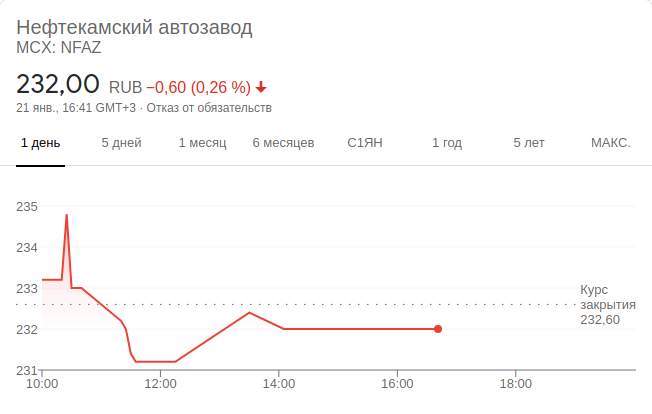 Нефтекамский автозавод
MCX: NFAZ
232,00 RUB −0,60 (0,26 %)
21 янв., 16:41 GMT+3 · Отказ от обязательств
1 день 5 дней 1 месяц 6 месяцев С1ЯН 1 год 5 лет МАКС.
235
234
233
232
231
Курс
закрытия
232,60
10:00 12:00 14:00 16:00 18:00